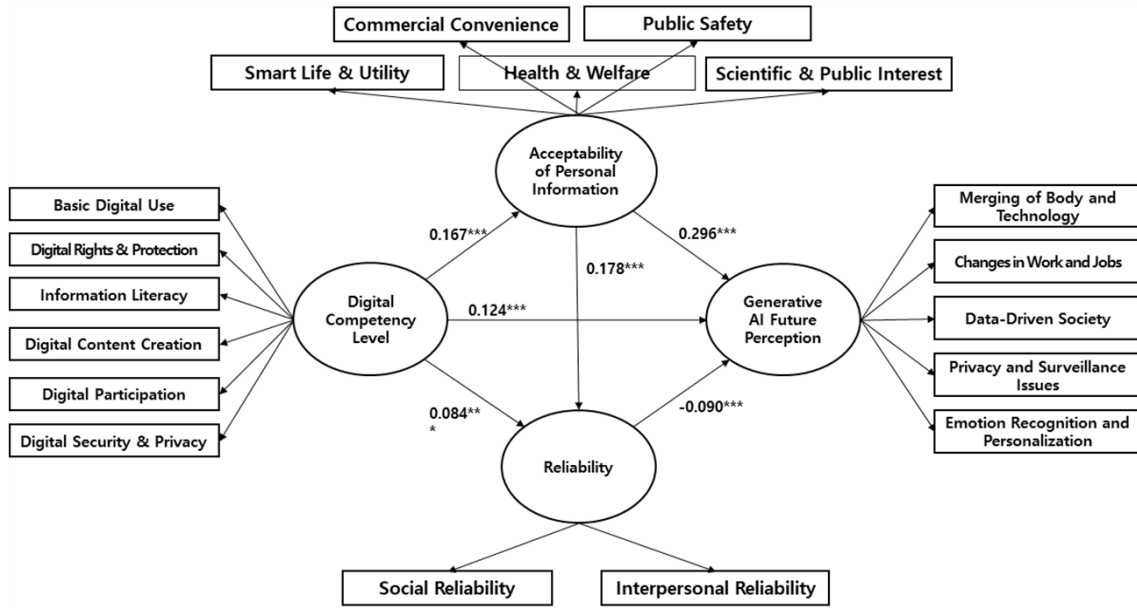 Commercial Convenience
Public Safety
Smart Life & Utility
Health & Welfare
Scientific & Public Interest
Acceptability
of Personal
Information
Basic Digital Use
Digital Rights & Protection
Information Literacy
Digital Content Creation
Digital Participation
Digital Security & Privacy
Digital
Competency
Level
0.167***
0.296***
0.178***
0.124***
0.084**
*
-0.090***
Generative
AI Future
Perception
Merging of Body and
Technology
Changes in Work and Jobs
Data-Driven Society
Privacy and Surveillance
Issues
Emotion Recognition and
Personalization
Reliability
Social Reliability
Interpersonal Reliability